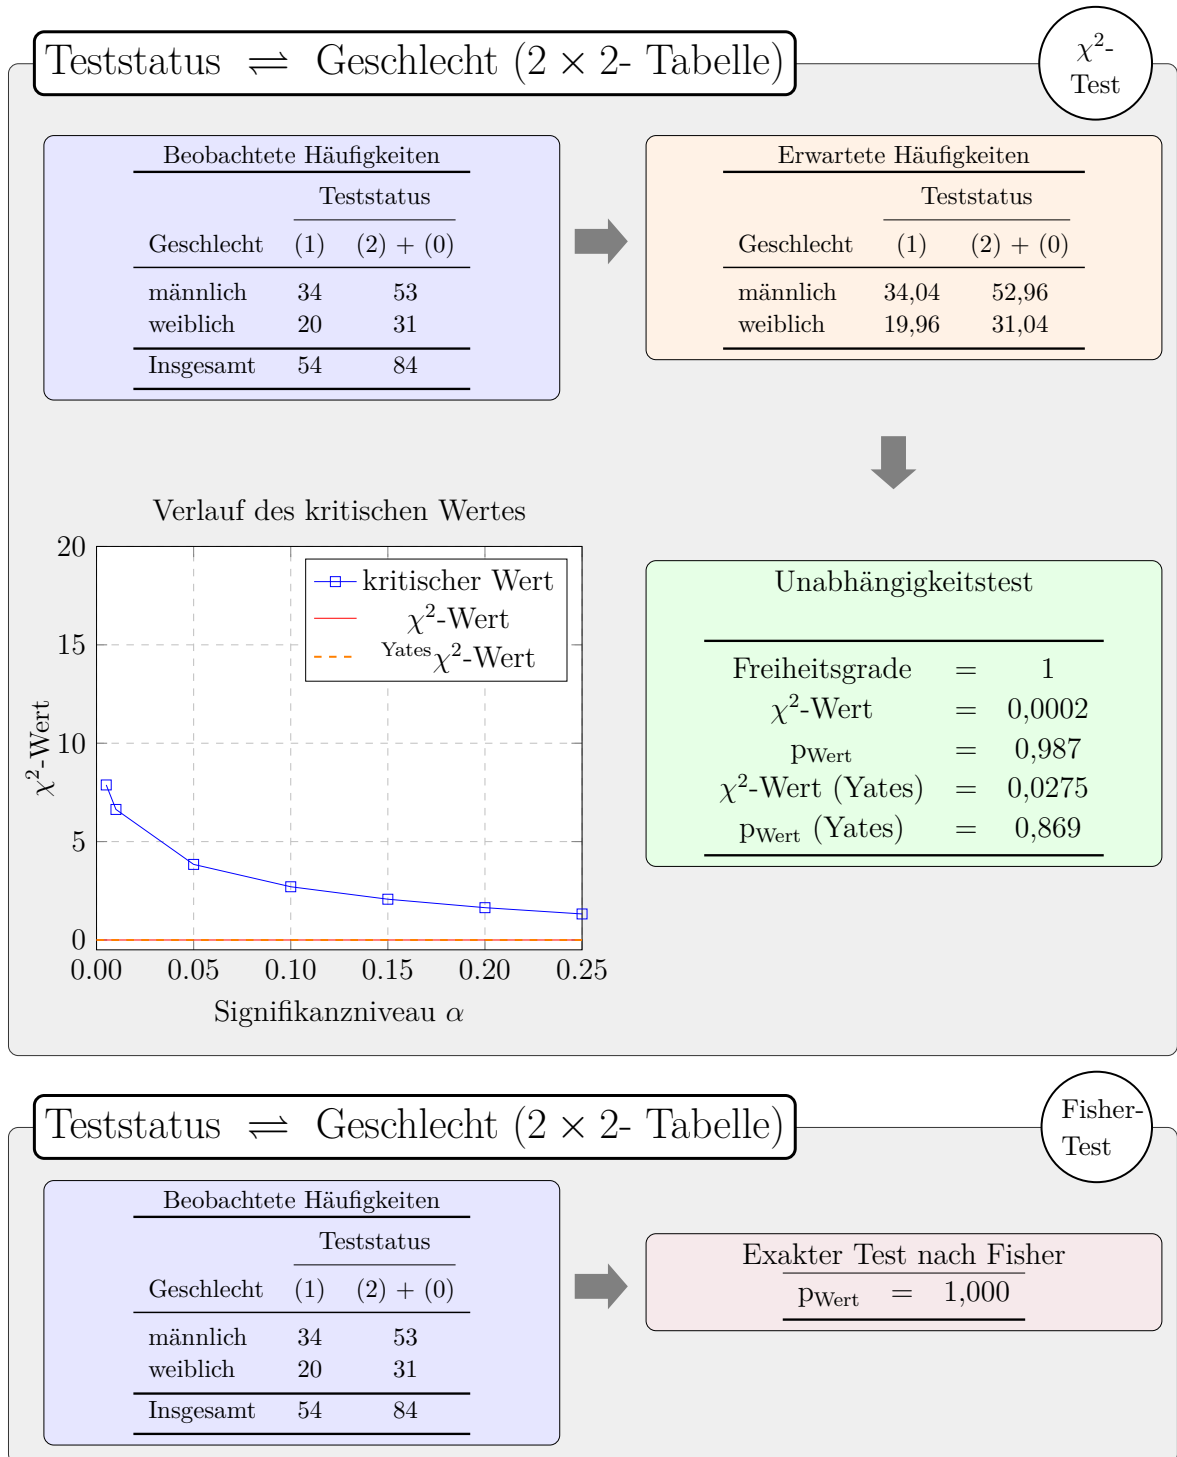 Teststatus ⇌ Geschlecht (2 × 2- Tabelle)
χ²-
Test
Beobachtete Häufigkeiten
Teststatus
Geschlecht (1) (2) + (0)
männlich 34 53
weiblich 20 31
Insgesamt 54 84
Erwartete Häufigkeiten
Teststatus
Geschlecht (1) (2) + (0)
männlich 34,04 52,96
weiblich 19,96 31,04
Verlauf des kritischen Wertes
20
15
10
5
0
χ²-Wert
kritischer Wert
χ²-Wert
Yates χ²-Wert
0.00 0.05 0.10 0.15 0.20 0.25
Signifikanzniveau α
Unabhängigkeitstest
Freiheitsgrade = 1
χ²-Wert = 0,0002
pWert = 0,987
χ²-Wert (Yates) = 0,0275
pWert (Yates) = 0,869
Teststatus ⇌ Geschlecht (2 × 2- Tabelle)
Fisher-
Test
Beobachtete Häufigkeiten
Teststatus
Geschlecht (1) (2) + (0)
männlich 34 53
weiblich 20 31
Insgesamt 54 84
Exakter Test nach Fisher
pWert = 1,000